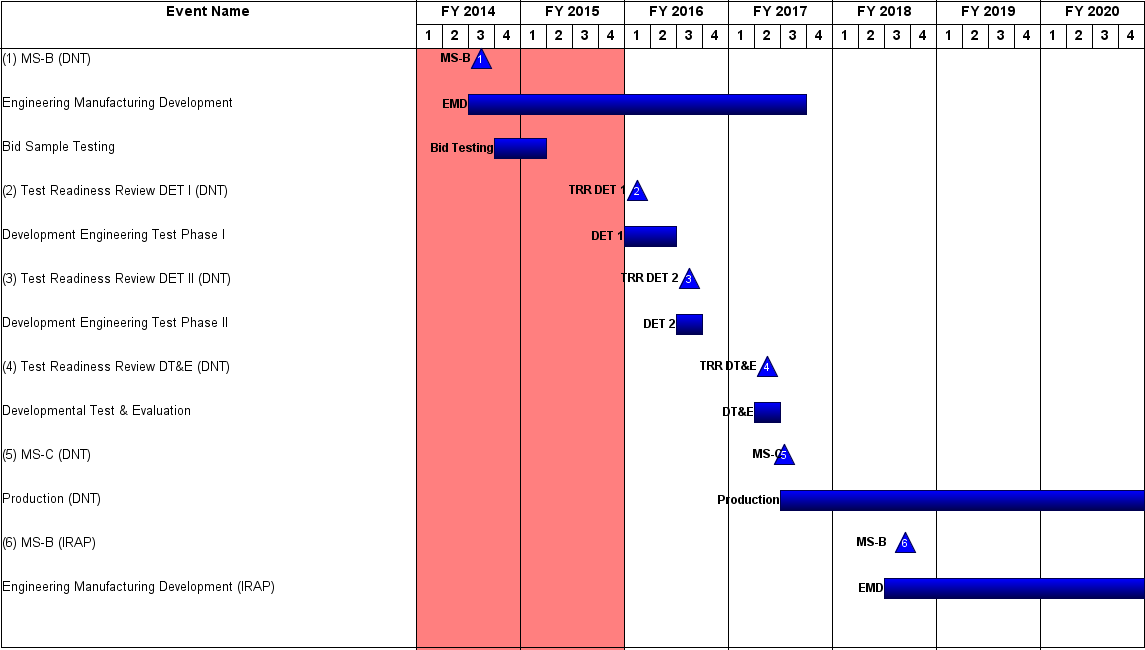 Event Name FY 2014 FY 2015 FY 2016 FY 2017 FY 2018 FY 2019 FY 2020
1 2 3 4 1 2 3 4 1 2 3 4 1 2 3 4 1 2 3 4 1 2 3 4 1 2 3 4
(1) MS-B (DNT) MS-B 1
Engineering Manufacturing Development EMD
Bid Sample Testing Bid Testing
(2) Test Readiness Review DET I (DNT) TRR DET 1 2
Development Engineering Test Phase I DET 1
(3) Test Readiness Review DET II (DNT) TRR DET 2 3
Development Engineering Test Phase II DET 2
(4) Test Readiness Review DT&E (DNT) TRR DT&E 4
Developmental Test & Evaluation DT&E
(5) MS-C (DNT) MS-C 5
Production (DNT) Production
(6) MS-B (IRAP) MS-B 6
Engineering Manufacturing Development (IRAP) EMD